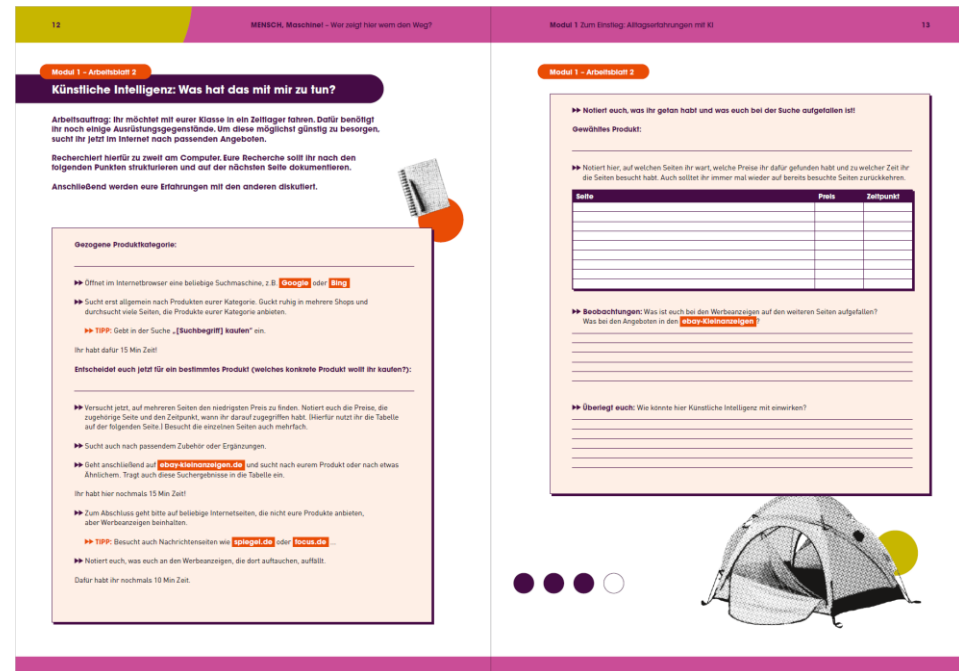 12
MENSCH, Maschine! – Wer zeigt hier wem den Weg?
Modul 1 – Arbeitsblatt 2
Künstliche Intelligenz: Was hat das mit mir zu tun?
Arbeitsauftrag: Ihr möchtet mit eurer Klasse in ein Zeltlager fahren. Dafür benötigt
ihr noch einige Ausrüstungsgegenstände. Um diese möglichst günstig zu besorgen,
sucht ihr jetzt im Internet nach passenden Angeboten.
Recherchiert hierfür zu zweit am Computer. Eure Recherche sollt ihr nach den
folgenden Punkten strukturieren und auf der nächsten Seite dokumentieren.
Anschließend werden eure Erfahrungen mit den anderen diskutiert.
Gezogene Produktkategorie:
Öffnet im Internetbrowser eine beliebige Suchmaschine, z.B. Google oder Bing
Sucht erst allgemein nach Produkten eurer Kategorie. Guckt ruhig in mehrere Shops und
durchsucht viele Seiten, die Produkte eurer Kategorie anbieten.
TIPP: Gebt in der Suche „[Suchbegriff] kaufen“ ein.
Ihr habt dafür 15 Min Zeit!
Entscheidet euch jetzt für ein bestimmtes Produkt (welches konkrete Produkt wollt ihr kaufen?):
Versucht jetzt, auf mehreren Seiten den niedrigsten Preis zu finden. Notiert euch die Preise, die
zugehörige Seite und den Zeitpunkt, wann ihr darauf zugegriffen habt. (Hierfür nutzt ihr die Tabelle
auf der folgenden Seite.) Besucht die einzelnen Seiten auch mehrfach.
Sucht auch nach passendem Zubehör oder Ergänzungen.
Geht anschließend auf ebay-kleinanzeigen.de und sucht nach eurem Produkt oder nach etwas
Ähnlichem. Tragt auch diese Suchergebnisse in die Tabelle ein.
Ihr habt hier nochmals 15 Min Zeit!
Zum Abschluss geht bitte auf beliebige Internetseiten, die nicht eure Produkte anbieten,
aber Werbeanzeigen beinhalten.
TIPP: Besucht auch Nachrichtenseiten wie spiegel.de oder focus.de ...
Notiert euch, was euch an den Werbeanzeigen, die dort auftauchen, auffällt.
Dafür habt ihr nochmals 10 Min Zeit.
Modul 1 Zum Einstieg: Alltagserfahrungen mit KI
13
Modul 1 – Arbeitsblatt 2
Notiert euch, was ihr getan habt und was euch bei der Suche aufgefallen ist!
Gewähltes Produkt:
Notiert hier, auf welchen Seiten ihr wart, welche Preise ihr dafür gefunden habt und zu welcher Zeit ihr
die Seiten besucht habt. Auch solltet ihr immer mal wieder auf bereits besuchte Seiten zurückkehren.
Seite Preis Zeitpunkt
Beobachtungen: Was ist euch bei den Werbeanzeigen auf den weiteren Seiten aufgefallen?
Was bei den Angeboten in den ebay-Kleinanzeigen?
Überlegt euch: Wie könnte hier Künstliche Intelligenz mit einwirken?